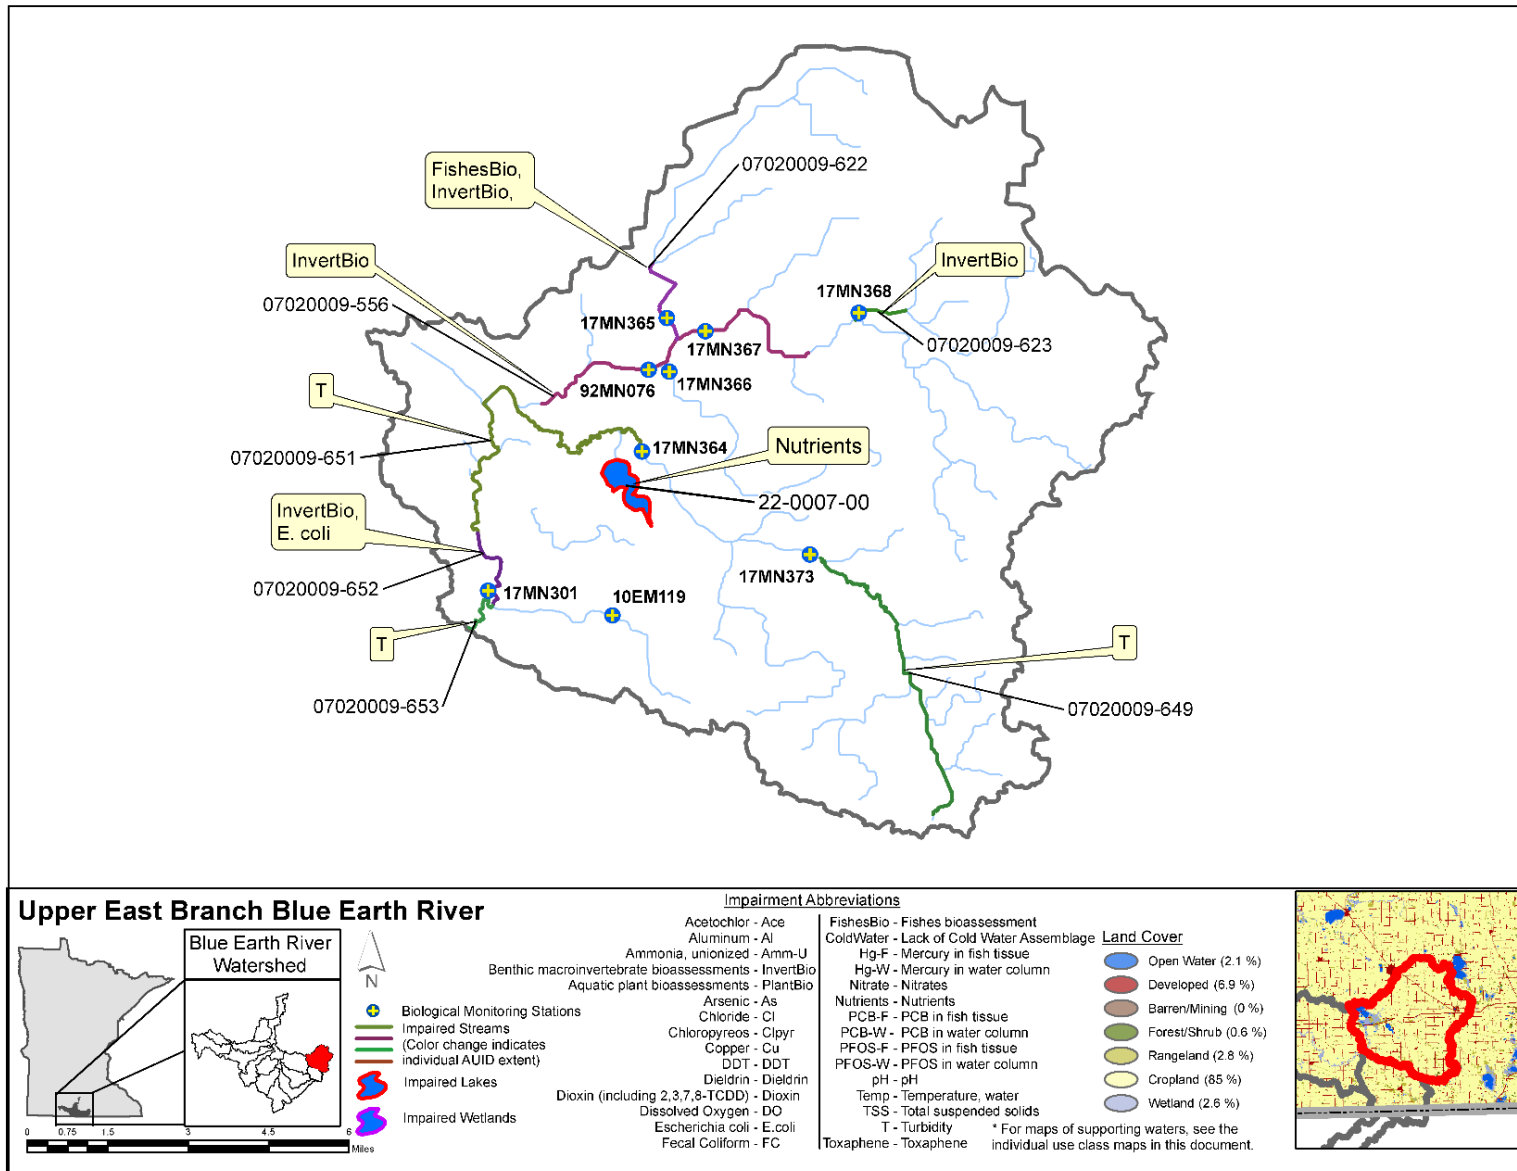 FishesBio,
InvertBio,
07020009-622
InvertBio
07020009-556
17MN365
17MN367
17MN368
InvertBio
07020009-623
92MN076
17MN366
T
07020009-651
17MN364
Nutrients
22-0007-00
InvertBio,
E. coli
07020009-652
17MN301
10EM119
17MN373
T
07020009-653
T
07020009-649
Upper East Branch Blue Earth River
Blue Earth River
Watershed
N
0 0.75 1.5 3 4.5 6
Miles
Biological Monitoring Stations
Impaired Streams
(Color change indicates
individual AUID extent)
Impaired Lakes
Impaired Wetlands
Impairment Abbreviations
Acetochlor - Ace
Aluminum - Al
Ammonia, unionized - Amm-U
Benthic macroinvertebrate bioassessments - InvertBio
Aquatic plant bioassessments - PlantBio
Arsenic - As
Chloride - Cl
Chloropyreos - Clpyr
Copper - Cu
DDT - DDT
Dieldrin - Dieldrin
Dioxin (including 2,3,7,8-TCDD) - Dioxin
Dissolved Oxygen - DO
Escherichia coli - E.coli
Fecal Coliform - FC
FishesBio - Fishes bioassessment
ColdWater - Lack of Cold Water Assemblage
Hg-F - Mercury in fish tissue
Hg-W - Mercury in water column
Nitrate - Nitrates
Nutrients - Nutrients
PCB-F - PCB in fish tissue
PCB-W - PCB in water column
PFOS-F - PFOS in fish tissue
PFOS-W - PFOS in water column
pH - pH
Temp - Temperature, water
TSS - Total suspended solids
T - Turbidity
Toxaphene - Toxaphene
Land Cover
Open Water (2.1 %)
Developed (6.9 %)
Barren/Mining (0 %)
Forest/Shrub (0.6 %)
Rangeland (2.8 %)
Cropland (85 %)
Wetland (2.6 %)
* For maps of supporting waters, see the
individual use class maps in this document.